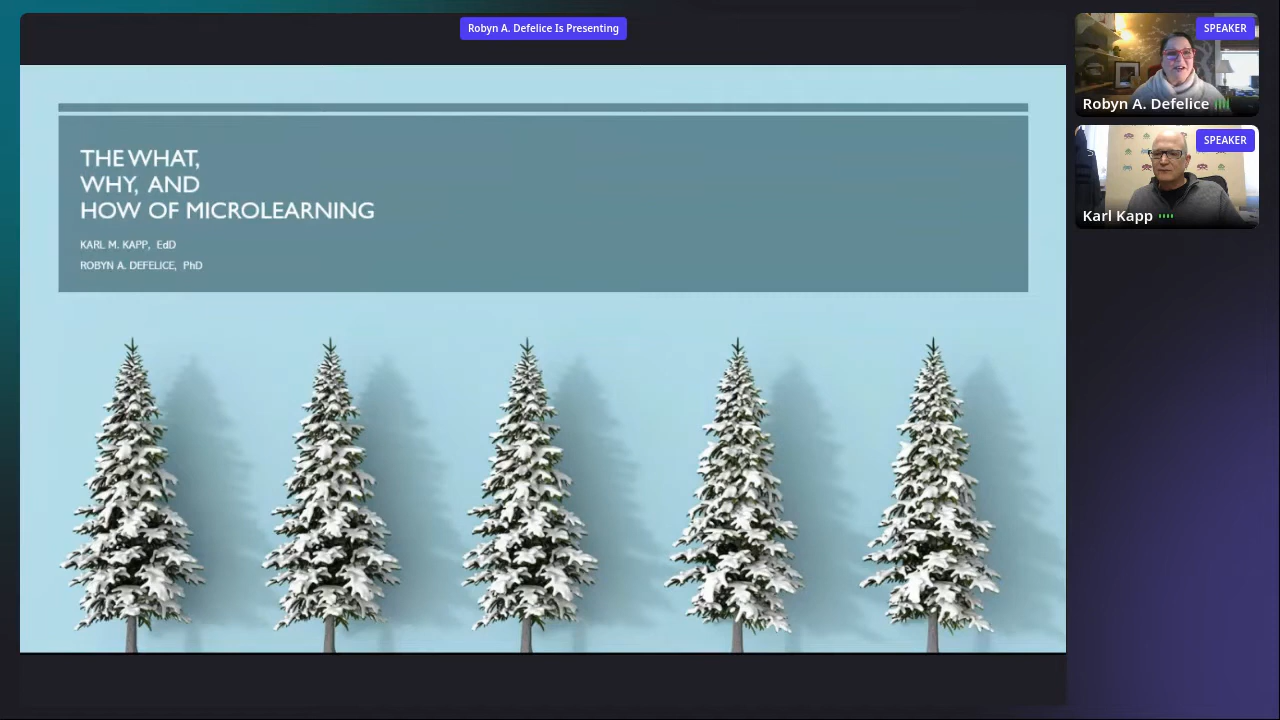 Robyn A. Defelice Is Presenting
THE WHAT,
WHY, AND
HOW OF MICROLEARNING
KARL M. KAPP, EdD
ROBYN A. DEFELICE, PhD
SPEAKER
Robyn A. Defelice
SPEAKER
Karl Kapp